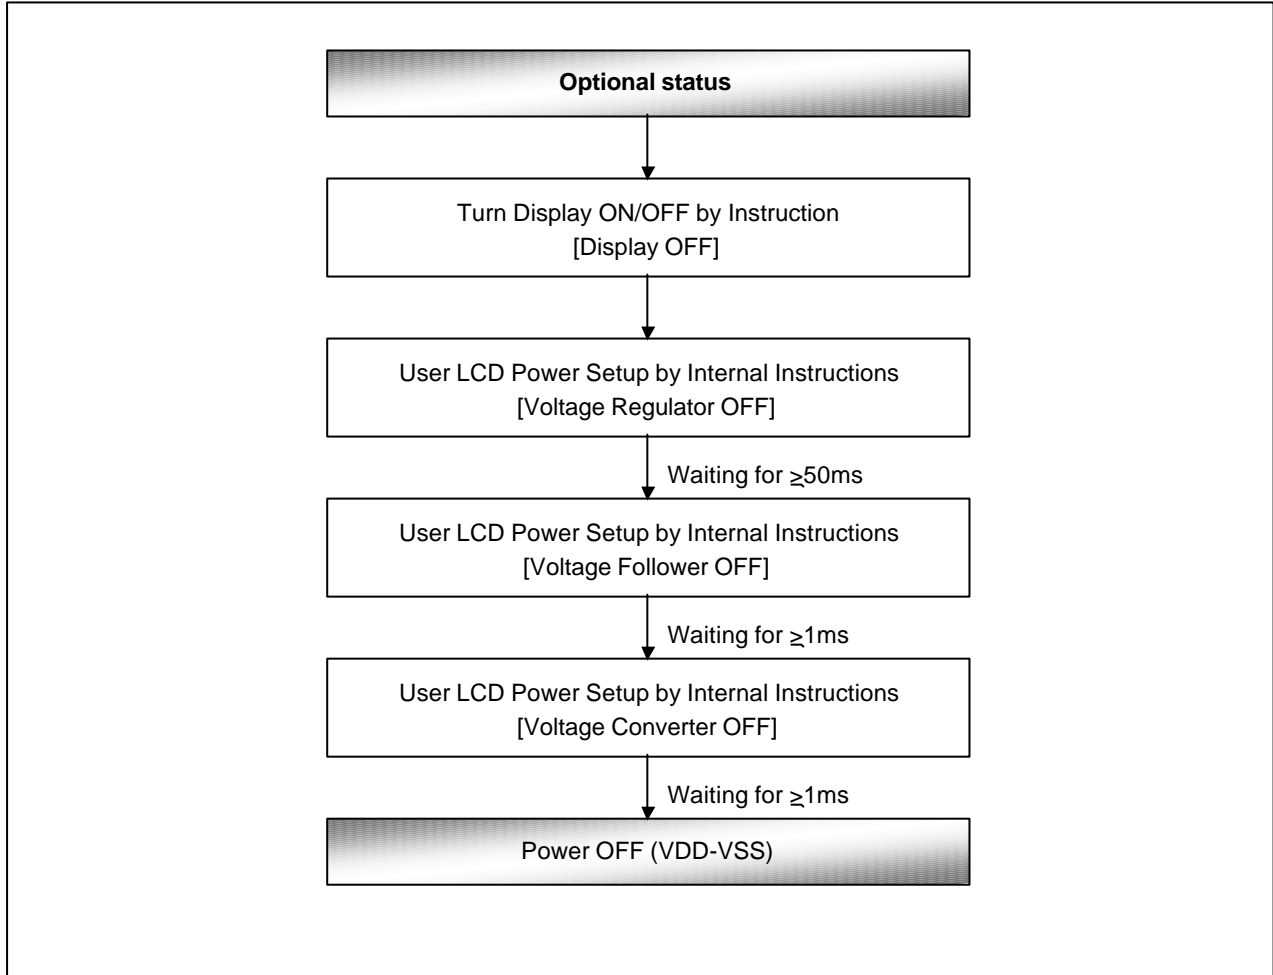 Optional status
Turn Display ON/OFF by Instruction
[Display OFF]
User LCD Power Setup by Internal Instructions
[Voltage Regulator OFF]
Waiting for ≥50ms
User LCD Power Setup by Internal Instructions
[Voltage Follower OFF]
Waiting for ≥1ms
User LCD Power Setup by Internal Instructions
[Voltage Converter OFF]
Waiting for ≥1ms
Power OFF (VDD-VSS)